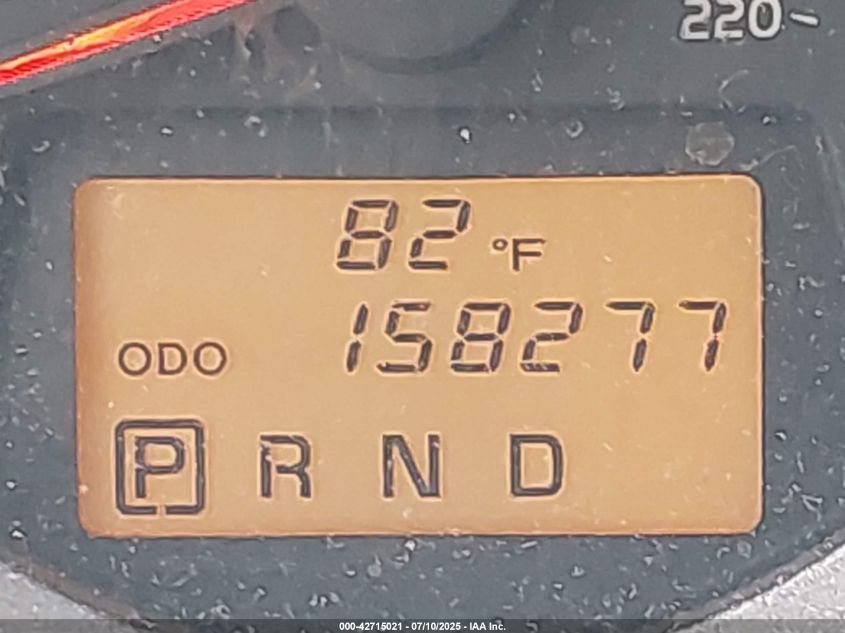 220
82 °F
ODO 158277
P R N D
000-42715021 - 07/10/2025 - IAA Inc.